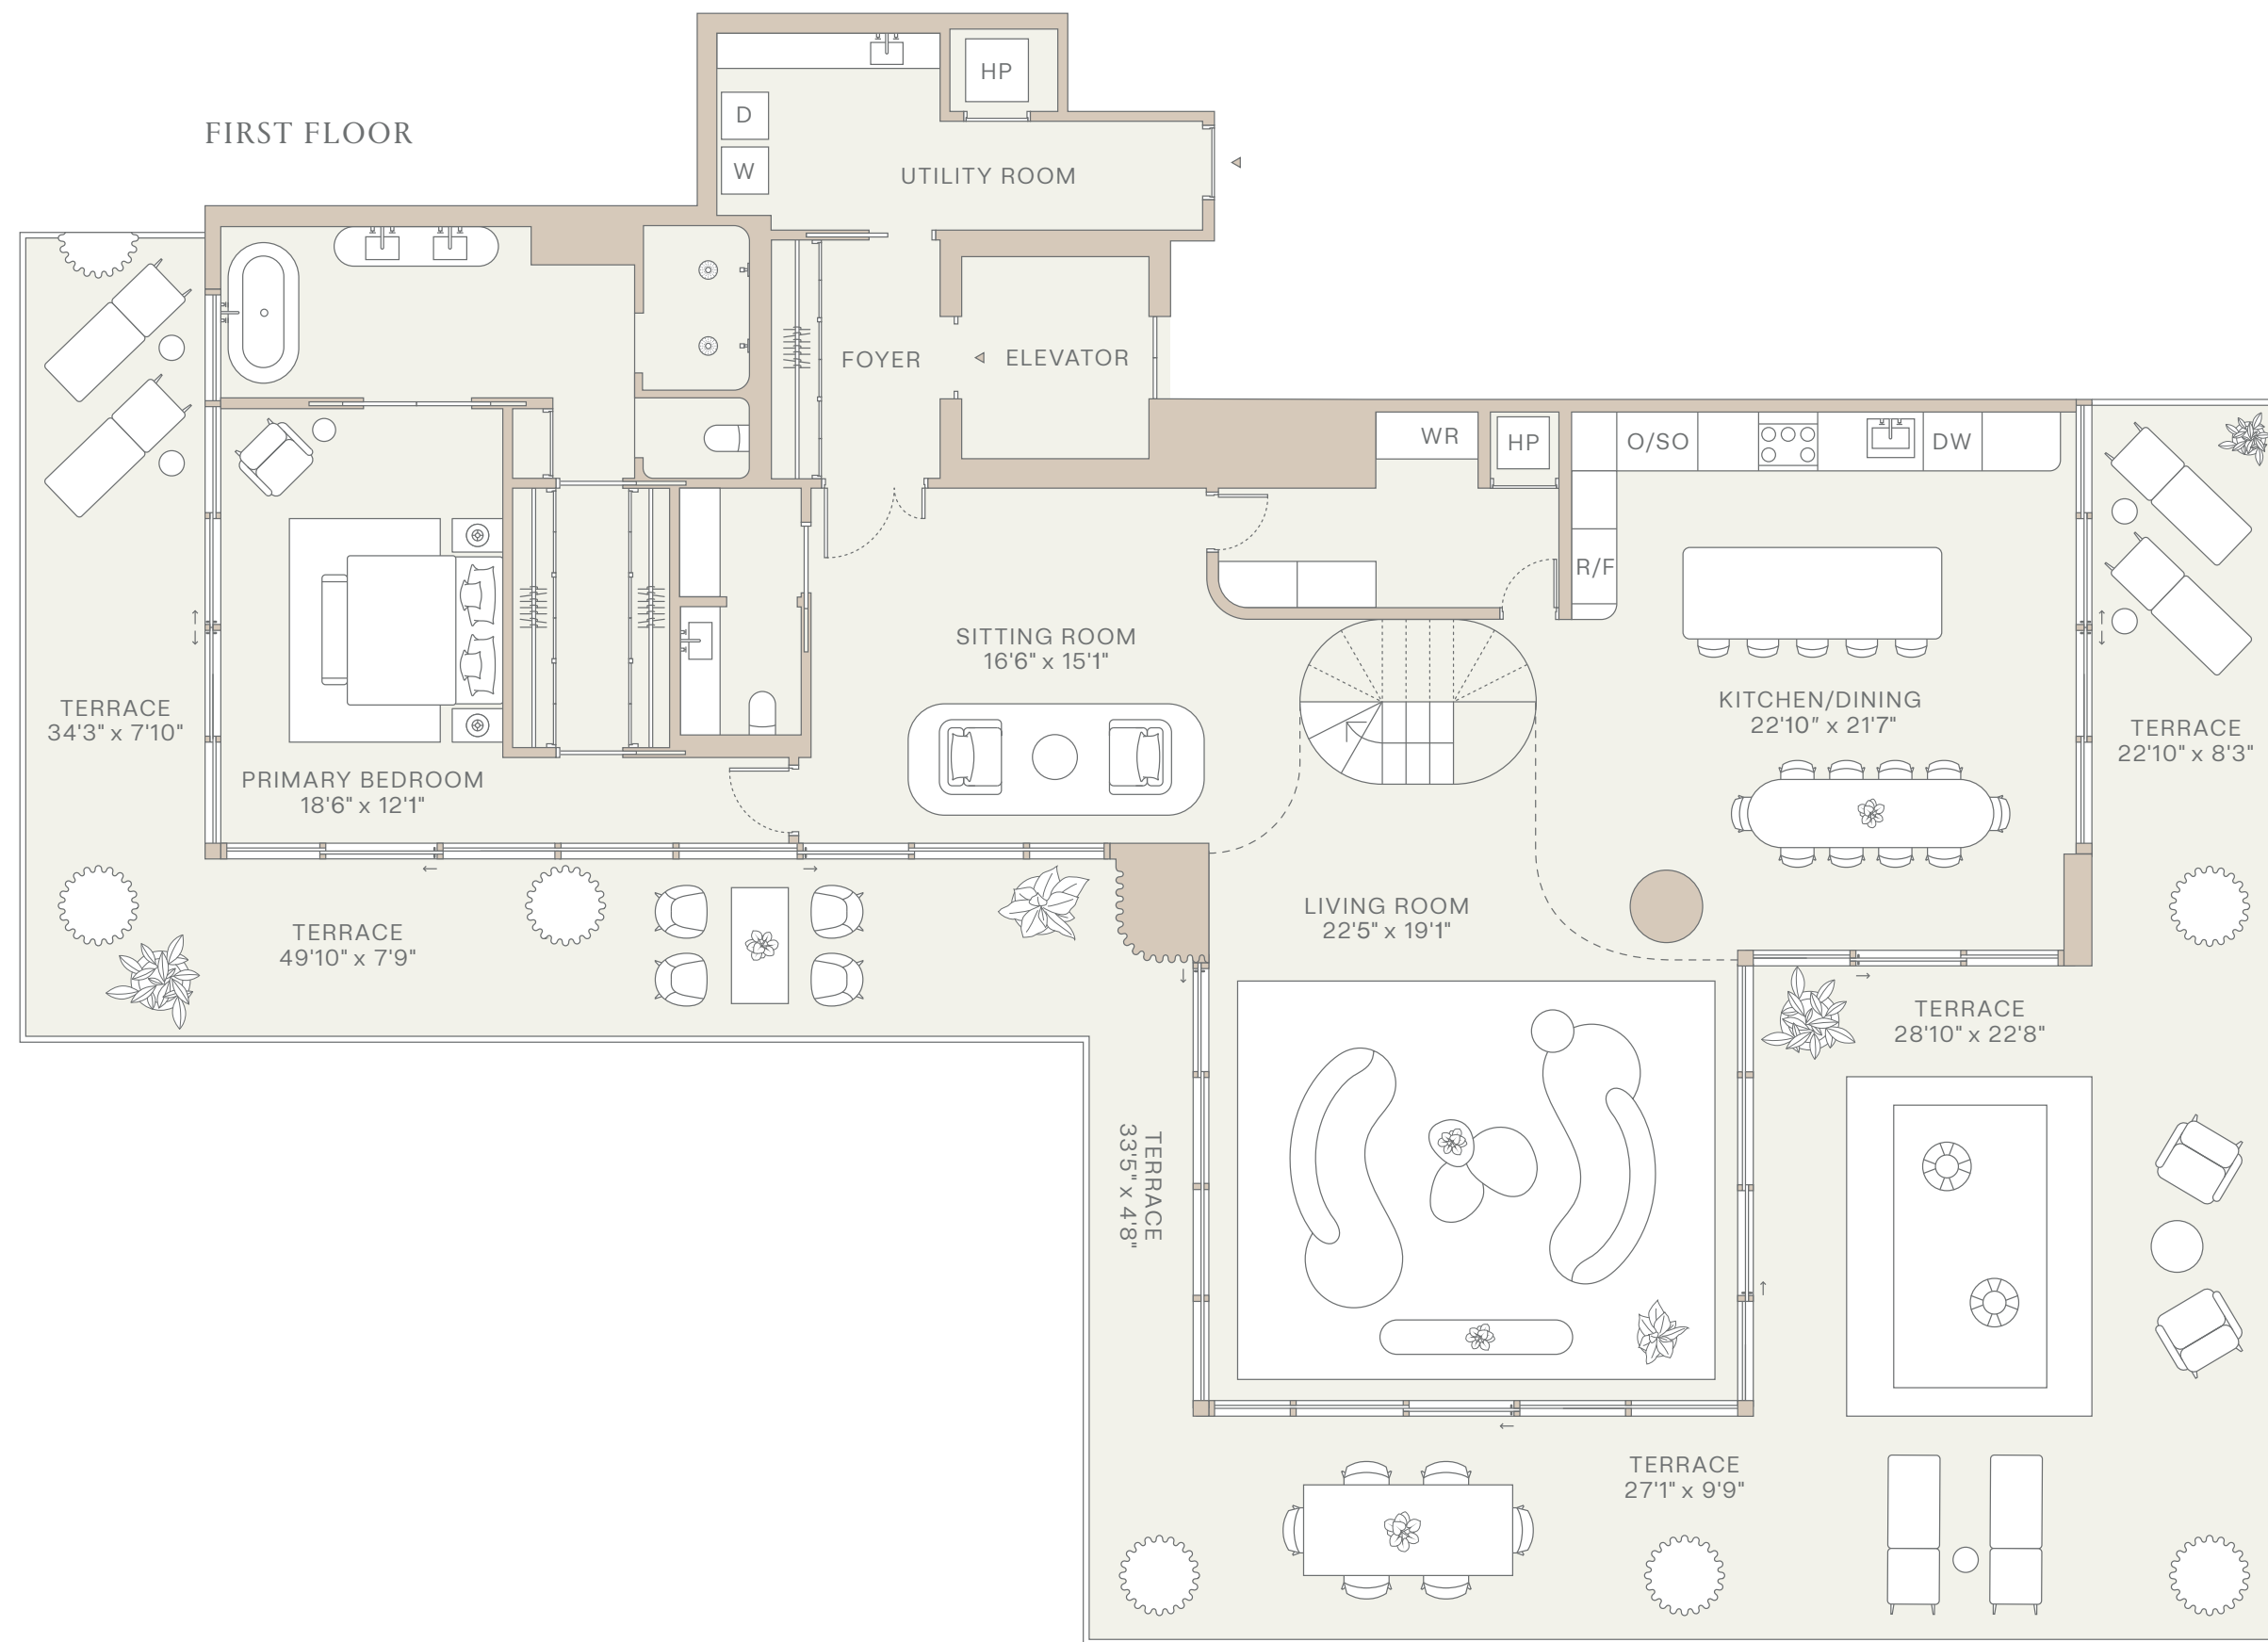 FIRST FLOOR
HP
D
W
UTILITY ROOM
FOYER
ELEVATOR
WR
HP
O/SO
DW
R/F
SITTING ROOM
16'6" x 15'1"
KITCHEN/DINING
22'10" x 21'7"
TERRACE
34'3" x 7'10"
TERRACE
22'10" x 8'3"
PRIMARY BEDROOM
18'6" x 12'1"
LIVING ROOM
22'5" x 19'1"
TERRACE
49'10" x 7'9"
TERRACE
28'10" x 22'8"
TERRACE
33'5" x 4'8"
TERRACE
27'1" x 9'9"